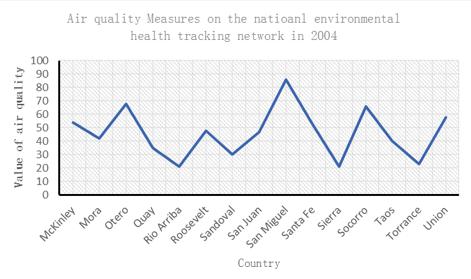 Air quality Measures on the natioanl environmental
health tracking network in 2004
Value of air quality
100
90
80
70
60
50
40
30
20
10
0
McKinley
Mora
Otero
Quay
Rio Arriba
Roosevelt
Sandoval
San Juan
San Miguel
Santa Fe
Sierra
Socorro
Taos
Torrance
Union
Country